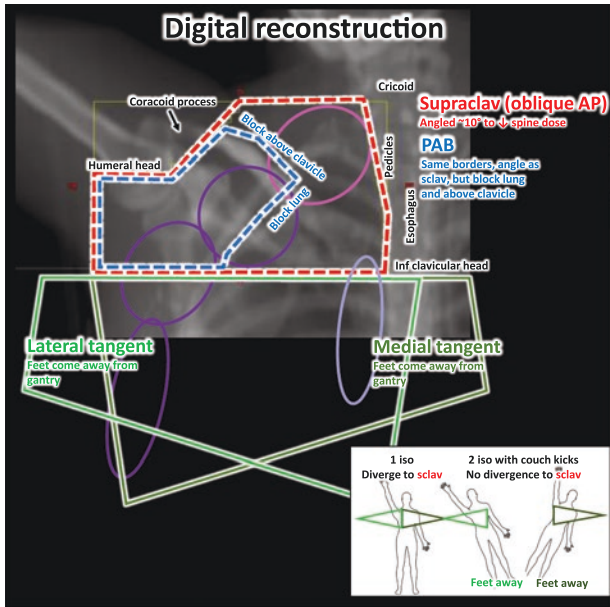 Digital reconstruction
Coracoid process
Cricoid
Supraclav (oblique AP)
Angled ~10° to ↓ spine dose
Block above clavicle
PAB
Same borders, angle as
sclav, but block lung
and above clavicle
Humeral head
Pedicles
Block lung
Esophagus
Inf clavicular head
Lateral tangent
Feet come away from
gantry
Medial tangent
Feet come away from
gantry
1 iso
Diverge to sclav
2 iso with couch kicks
No divergence to sclav
Feet away
Feet away